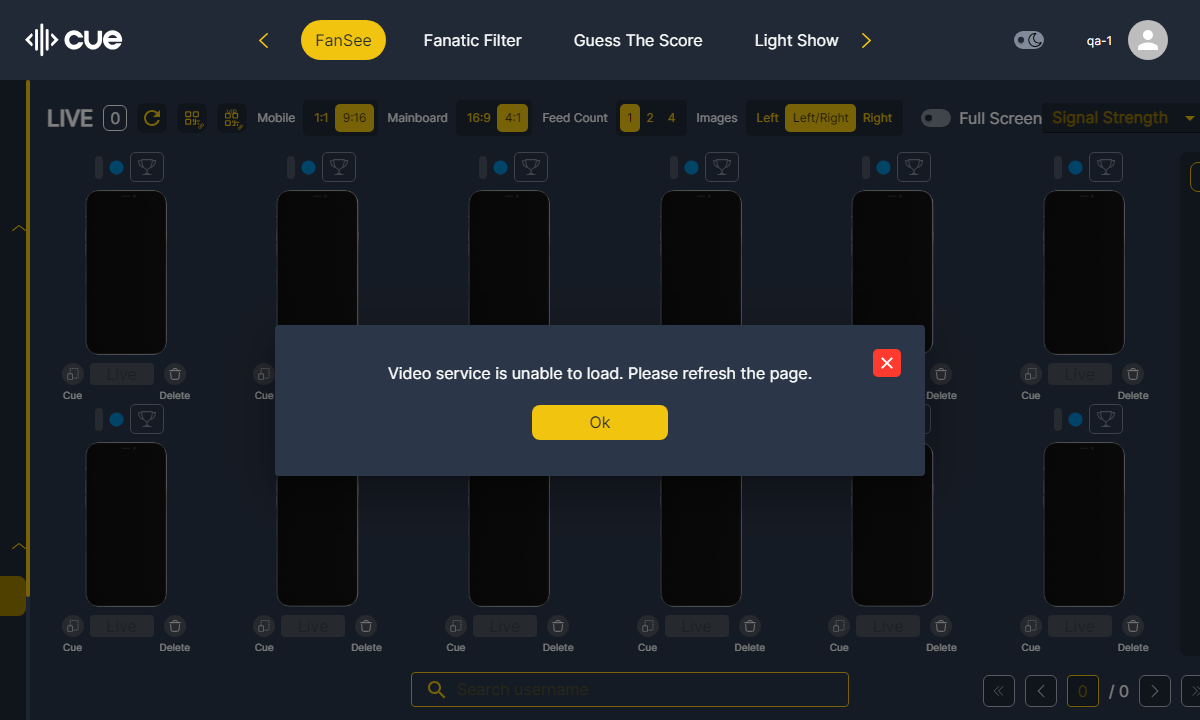 cue
FanSee
Fanatic Filter
Guess The Score
Light Show
qa-1
LIVE 0
Mobile 1:1 9:16
Mainboard 16:9 4:1
Feed Count 1 2 4
Images Left Left/Right Right
Full Screen
Signal Strength
Live Live
Cue Delete Cue Delete Cue Delete
Video service is unable to load. Please refresh the page.
Ok
Live Live Live Live Live Live
Cue Delete Cue Delete Cue Delete Cue Delete Cue Delete Cue Delete
Search username
0 / 0